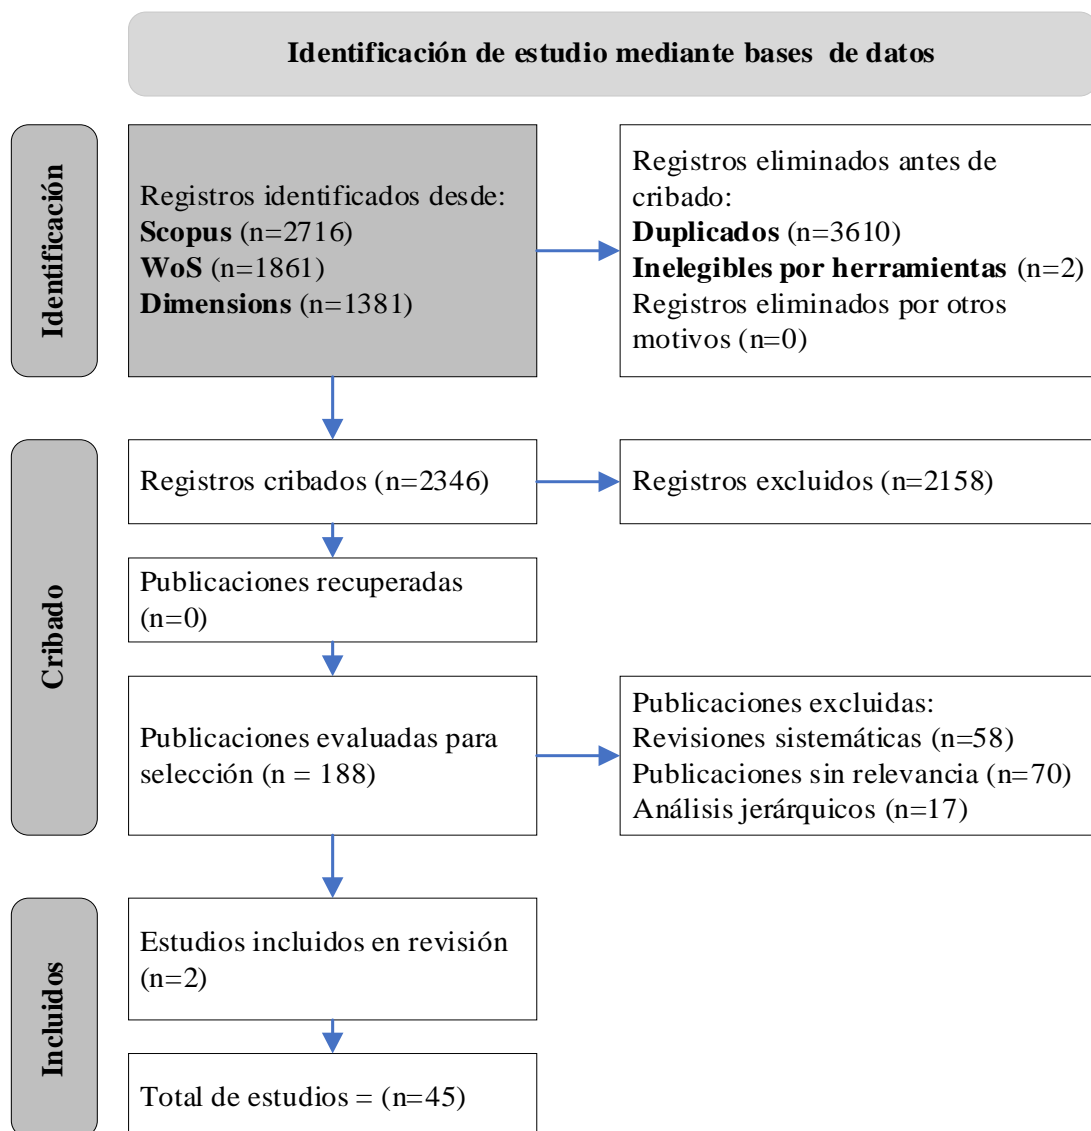 Identificación de estudio mediante bases de datos
Identificación
Registros identificados desde:
Scopus (n=2716)
WoS (n=1861)
Dimensions (n=1381)
Registros eliminados antes de
cribado:
Duplicados (n=3610)
Inelegibles por herramientas (n=2)
Registros eliminados por otros
motivos (n=0)
Cribado
Registros cribados (n=2346)
Registros excluidos (n=2158)
Publicaciones recuperadas
(n=0)
Publicaciones evaluadas para
selección (n = 188)
Publicaciones excluidas:
Revisiones sistemáticas (n=58)
Publicaciones sin relevancia (n=70)
Análisis jerárquicos (n=17)
Incluidos
Estudios incluidos en revisión
(n=2)
Total de estudios = (n=45)